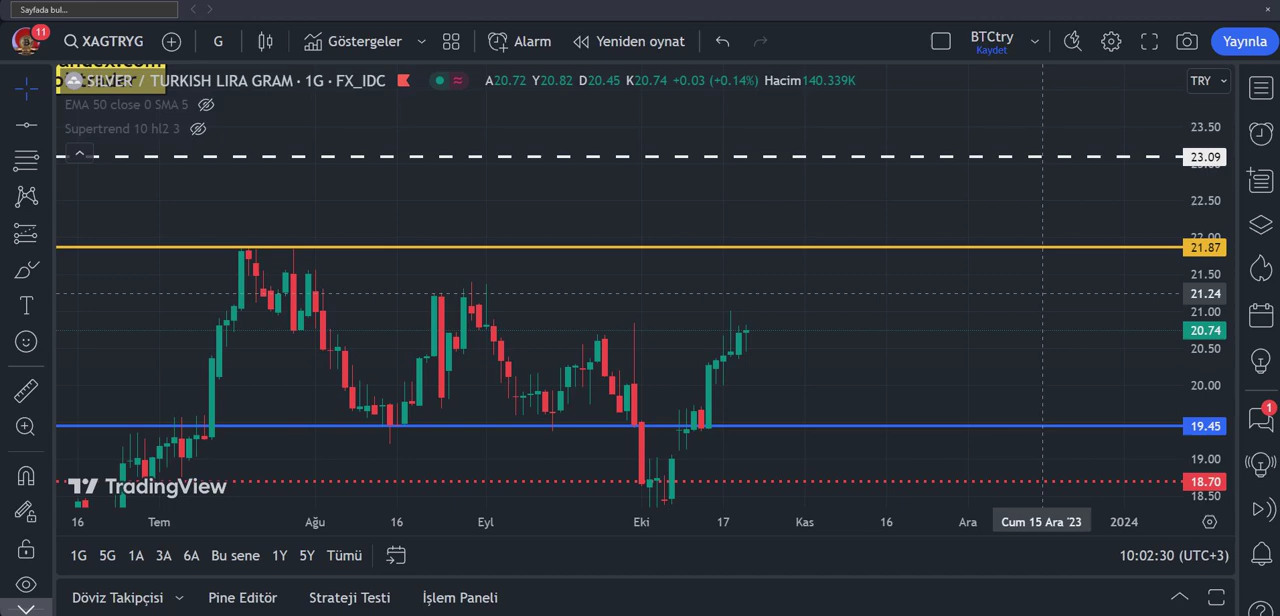 Sayfada bul...
11
XAGTRYG
G
Göstergeler
Alarm
Yeniden oynat
BTCtry
Kaydet
Yayınla
SILVER / TURKISH LIRA GRAM · 1G · FX_IDC
A20.72 Y20.82 D20.45 K20.74 +0.03 (+0.14%) Hacim140.339K
TRY
EMA 50 close 0 SMA 5
Supertrend 10 hl2 3
23.50
23.09
22.50
22.00
21.87
21.50
21.24
21.00
20.74
20.50
20.00
19.45
19.00
18.70
18.50
TradingView
16 Tem Ağu 16 Eyl Eki 17 Kas 16 Ara Cum 15 Ara '23 2024
1G 5G 1A 3A 6A Bu sene 1Y 5Y Tümü
10:02:30 (UTC+3)
Döviz Takipçisi Pine Editör Strateji Testi İşlem Paneli
1